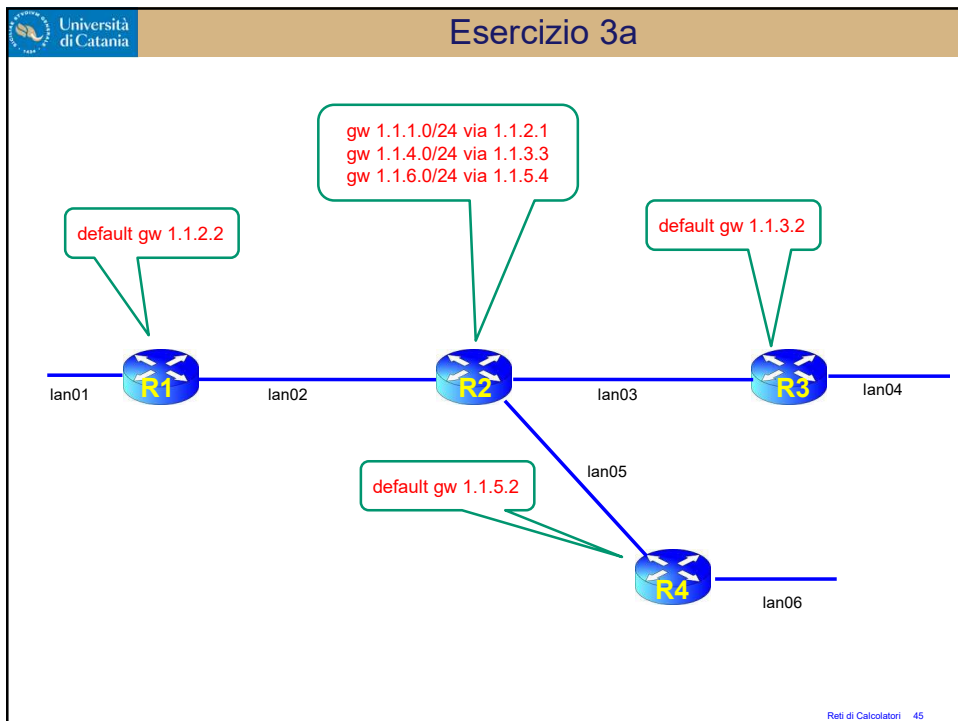 Università
di Catania
Esercizio 3a
gw 1.1.1.0/24 via 1.1.2.1
gw 1.1.4.0/24 via 1.1.3.3
gw 1.1.6.0/24 via 1.1.5.4
default gw 1.1.2.2
default gw 1.1.3.2
lan01
R1
lan02
R2
lan03
R3
lan04
lan05
default gw 1.1.5.2
R4
lan06
Reti di Calcolatori 45